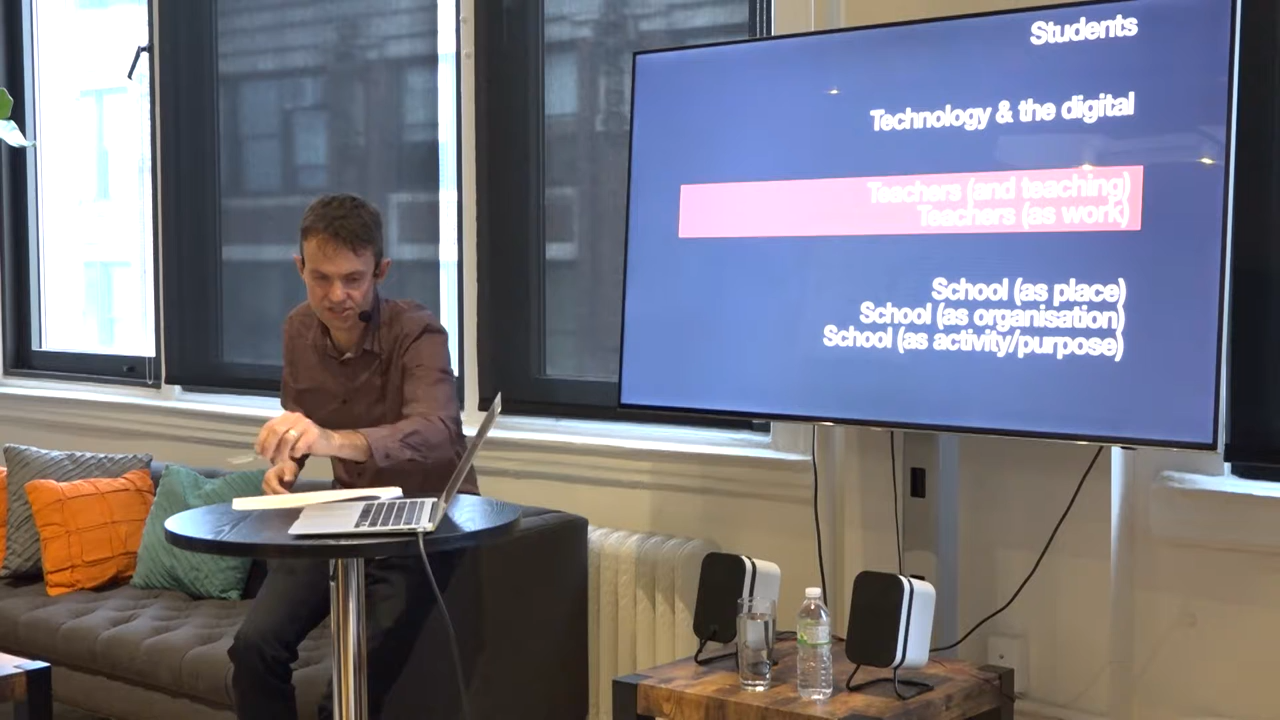 Students
Technology & the digital
Teachers (and teaching)
Teachers (as work)
School (as place)
School (as organisation)
School (as activity/purpose)